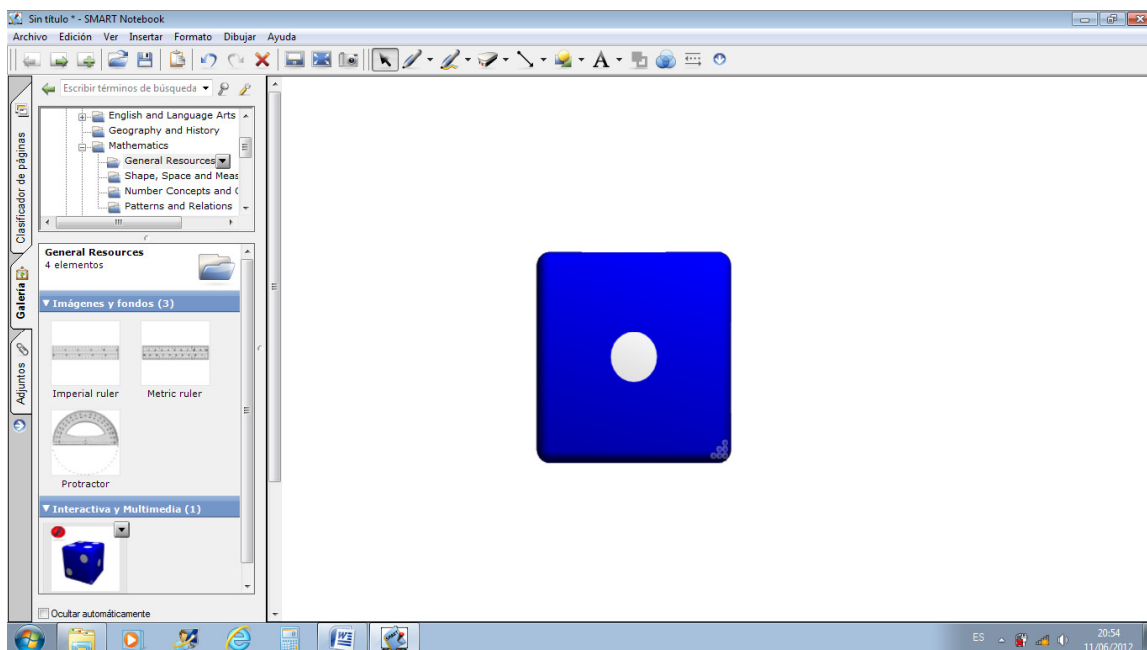 Sin título * - SMART Notebook
Archivo Edición Ver Insertar Formato Dibujar Ayuda
Escribir términos de búsqueda
English and Language Arts
Geography and History
Mathematics
General Resources
Shape, Space and Meas
Number Concepts and
Patterns and Relations
Clasificador de páginas
Galería
Adjuntos
General Resources
4 elementos
Imágenes y fondos (3)
Imperial ruler Metric ruler
Protractor
Interactiva y Multimedia (1)
Ocultar automáticamente
ES 20:54
11/06/2012